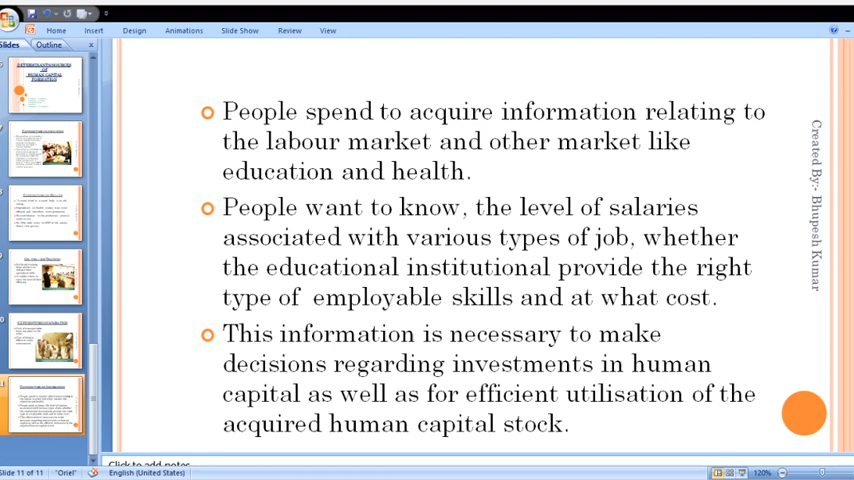 Home Insert Design Animations Slide Show Review View
Slides Outline
People spend to acquire information relating to
the labour market and other market like
education and health.
People want to know, the level of salaries
associated with various types of job, whether
the educational institutional provide the right
type of employable skills and at what cost.
This information is necessary to make
decisions regarding investments in human
capital as well as for efficient utilisation of the
acquired human capital stock.
Created By:- Bhupesh Kumar
Click to add notes
Slide 11 of 11 "Oriel" English (United States) 120%